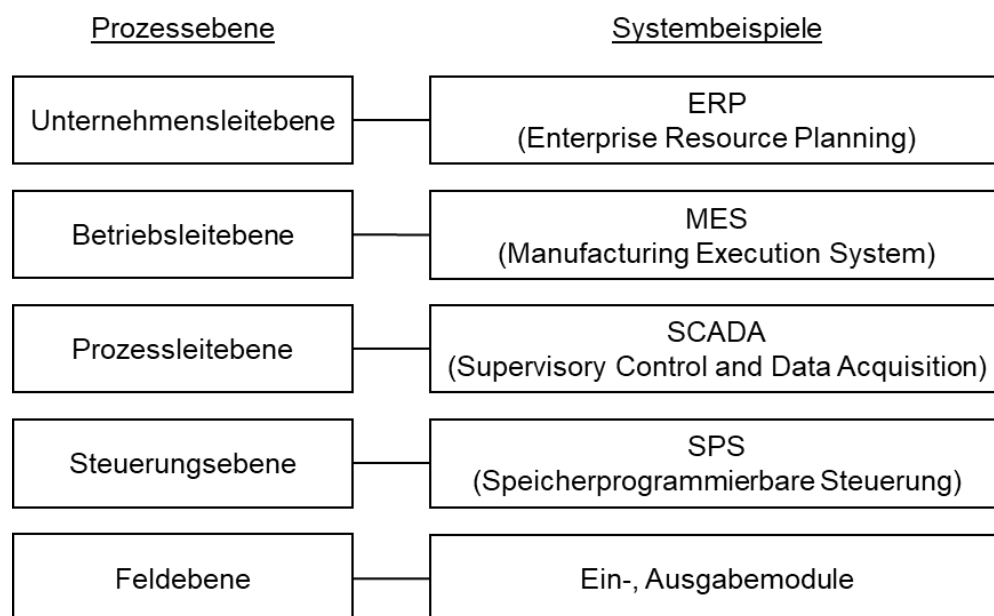 Prozessebene
Systembeispiele
Unternehmensleitebene
ERP
(Enterprise Resource Planning)
Betriebsleitebene
MES
(Manufacturing Execution System)
Prozessleitebene
SCADA
(Supervisory Control and Data Acquisition)
Steuerungsebene
SPS
(Speicherprogrammierbare Steuerung)
Feldebene
Ein-, Ausgabemodule